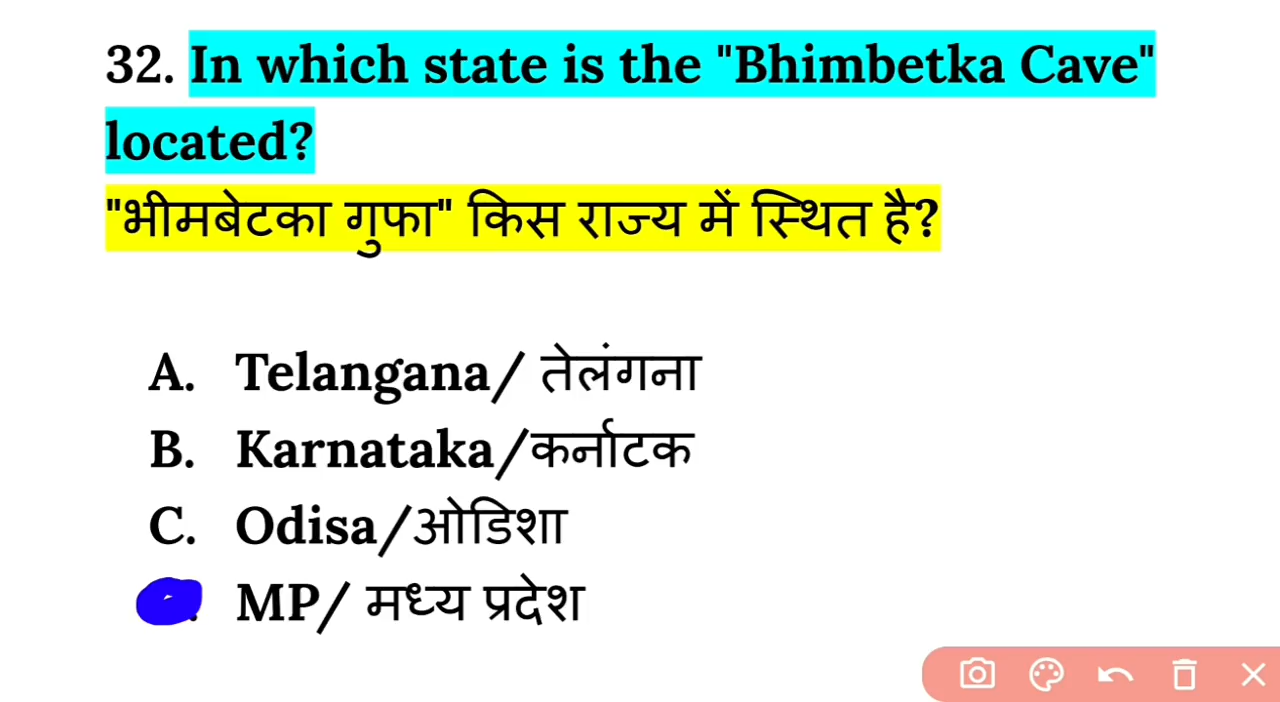 32. In which state is the "Bhimbetka Cave"
located?
"भीमबेटका गुफा" किस राज्य में स्थित है?
A. Telangana/ तेलंगना
B. Karnataka/कर्नाटक
C. Odisa/ओडिशा
MP/ मध्य प्रदेश